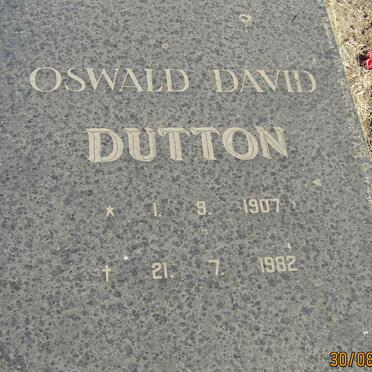 OSWALD DAVID
DUTTON
* 1. 9. 1907
† 21. 7. 1982
30/08